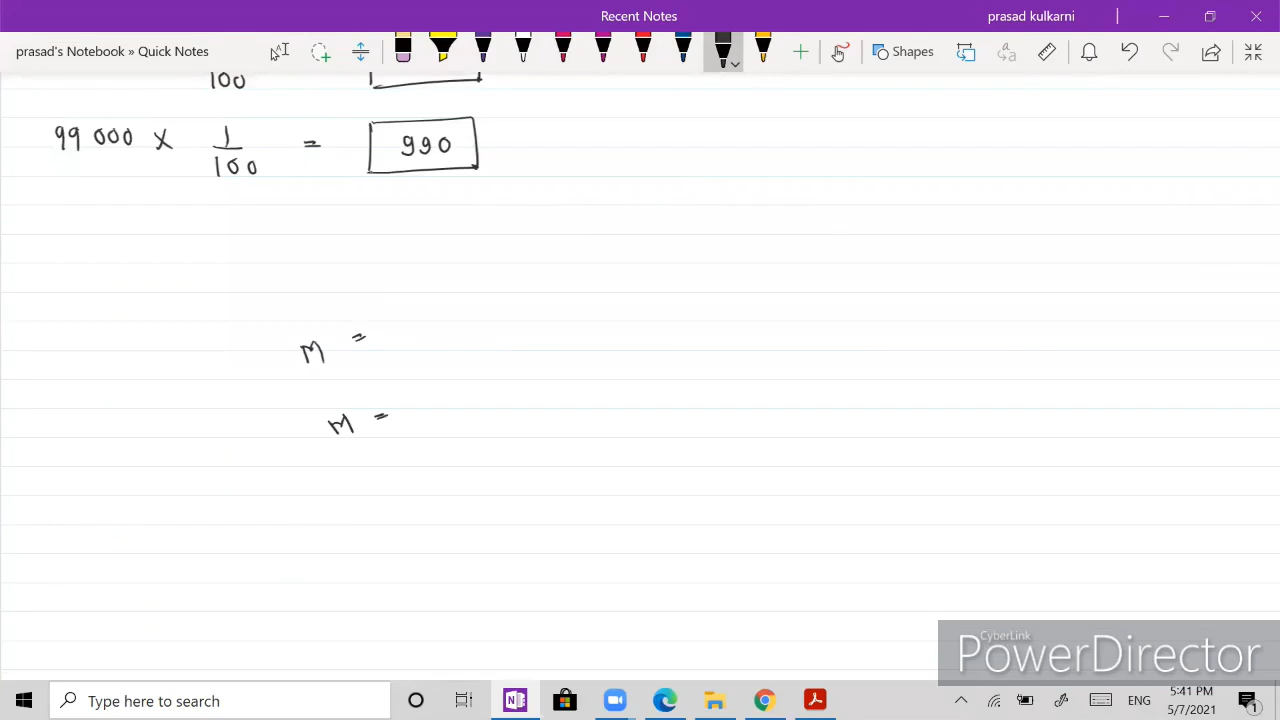 Recent Notes
prasad kulkarni
prasad's Notebook » Quick Notes
Shapes
100
99 000 × 1/100 = 990
M =
M =
CyberLink
PowerDirector
Type here to search
ENG
5:41 PM
5/7/2021
1